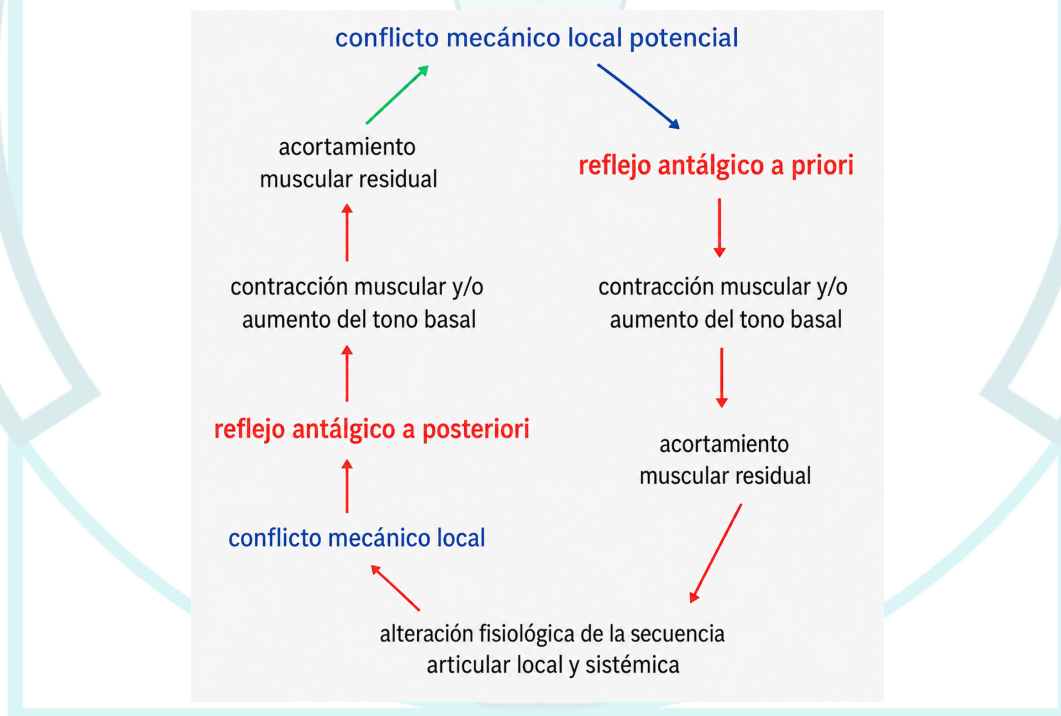 conflicto mecánico local potencial
reflejo antálgico a priori
contracción muscular y/o
aumento del tono basal
acortamiento
muscular residual
alteración fisiológica de la secuencia
articular local y sistémica
conflicto mecánico local
reflejo antálgico a posteriori
contracción muscular y/o
aumento del tono basal
acortamiento
muscular residual